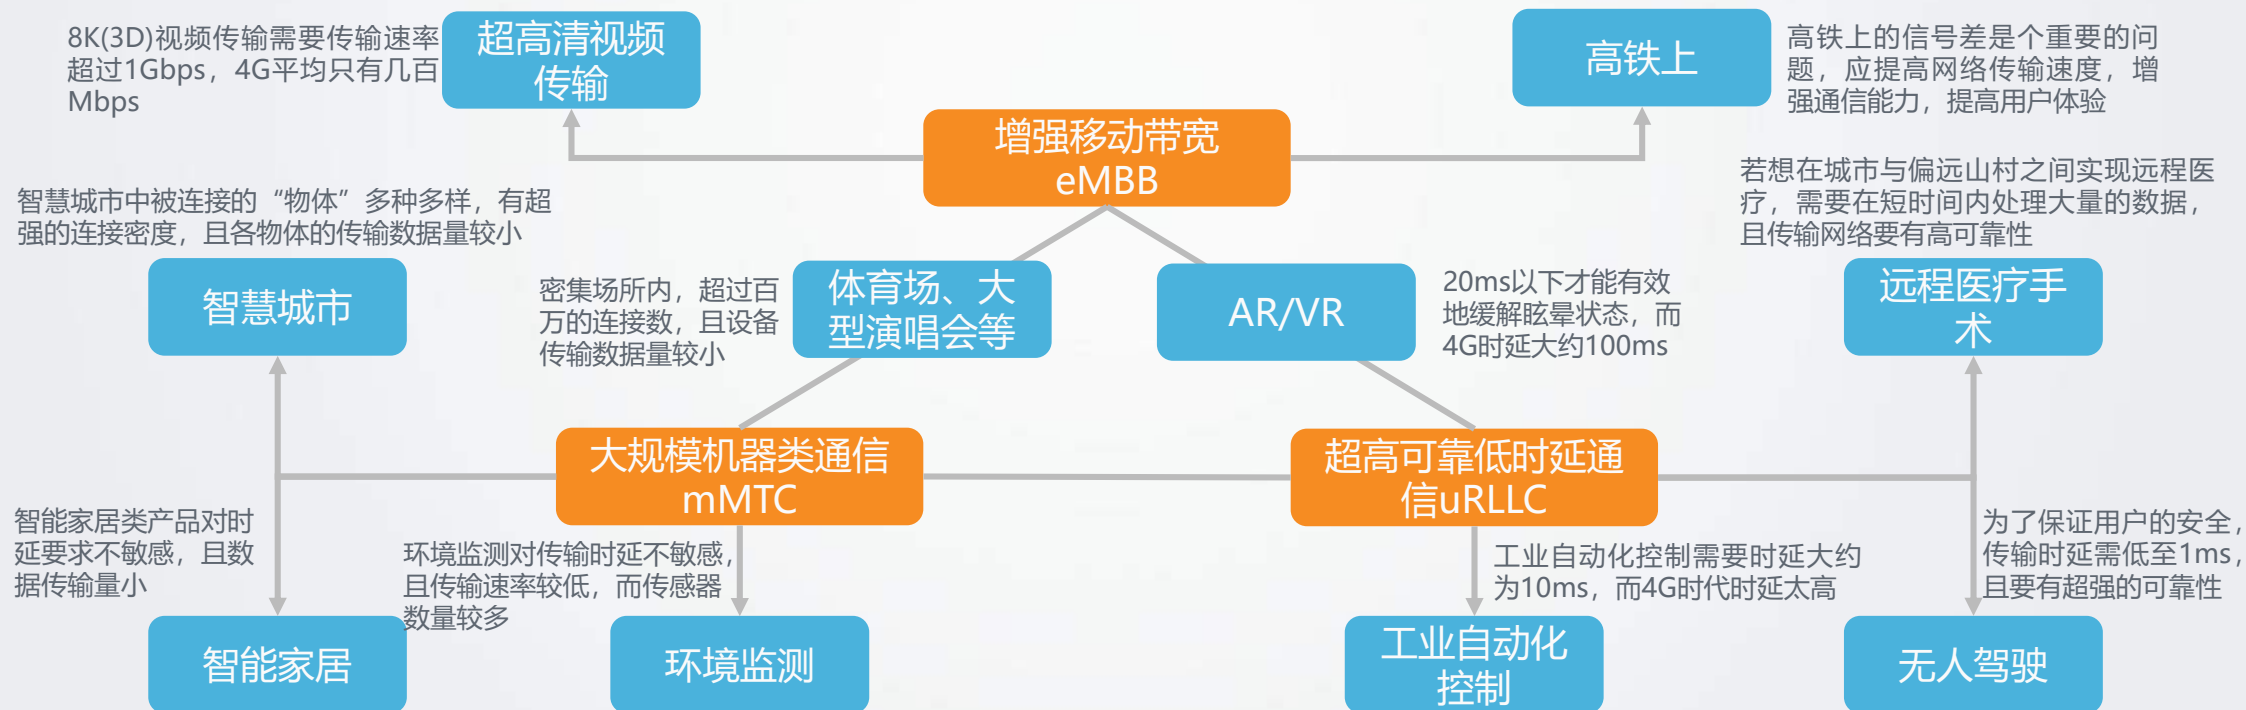 8K(3D)视频传输需要传输速率
超过1Gbps，4G平均只有几百
Mbps
超高清视频
传输
高铁上
高铁上的信号差是个重要的问
题，应提高网络传输速度，增
强通信能力，提高用户体验
增强移动带宽
eMBB
智慧城市中被连接的“物体”多种多样，有超
强的连接密度，且各物体的传输数据量较小
若想在城市与偏远山村之间实现远程医
疗，需要在短时间内处理大量的数据，
且传输网络要有高可靠性
智慧城市
密集场所内，超过百
万的连接数，且设备
传输数据量较小
体育场、大
型演唱会等
AR/VR
20ms以下才能有效
地缓解眩晕状态，而
4G时延大约100ms
远程医疗手
术
大规模机器类通信
mMTC
超高可靠低时延通
信uRLLC
智能家居类产品对时
延要求不敏感，且数
据传输量小
环境监测对传输时延不敏感，
且传输速率较低，而传感器
数量较多
工业自动化控制需要时延大约
为10ms，而4G时代时延太高
为了保证用户的安全，
传输时延需低至1ms，
且要有超强的可靠性
智能家居
环境监测
工业自动化
控制
无人驾驶